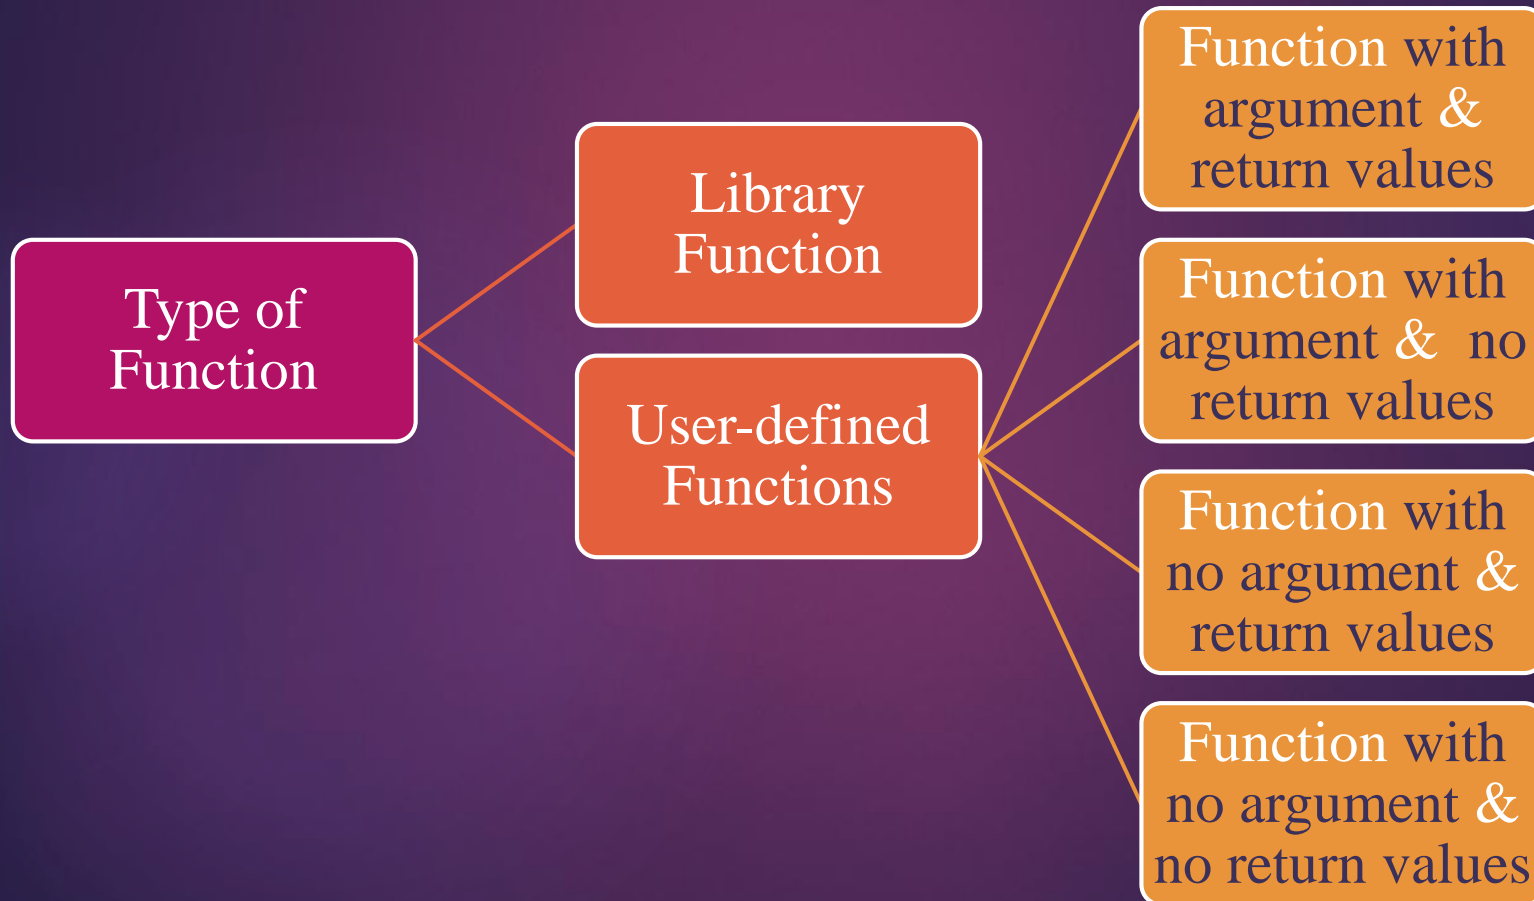 Type of
Function
Library
Function
User-defined
Functions
Function with
argument &
return values
Function with
argument & no
return values
Function with
no argument &
return values
Function with
no argument &
no return values